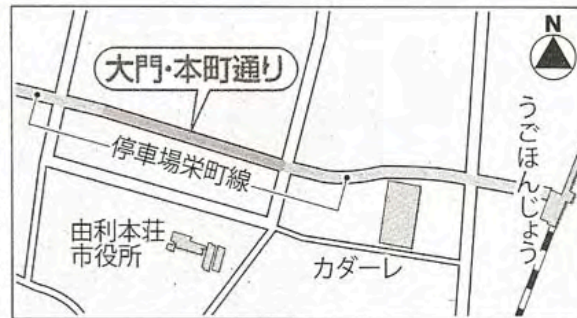 N
大門・本町通り
うごほんじょう
停車場栄町線
由利本荘
市役所
カダーレ